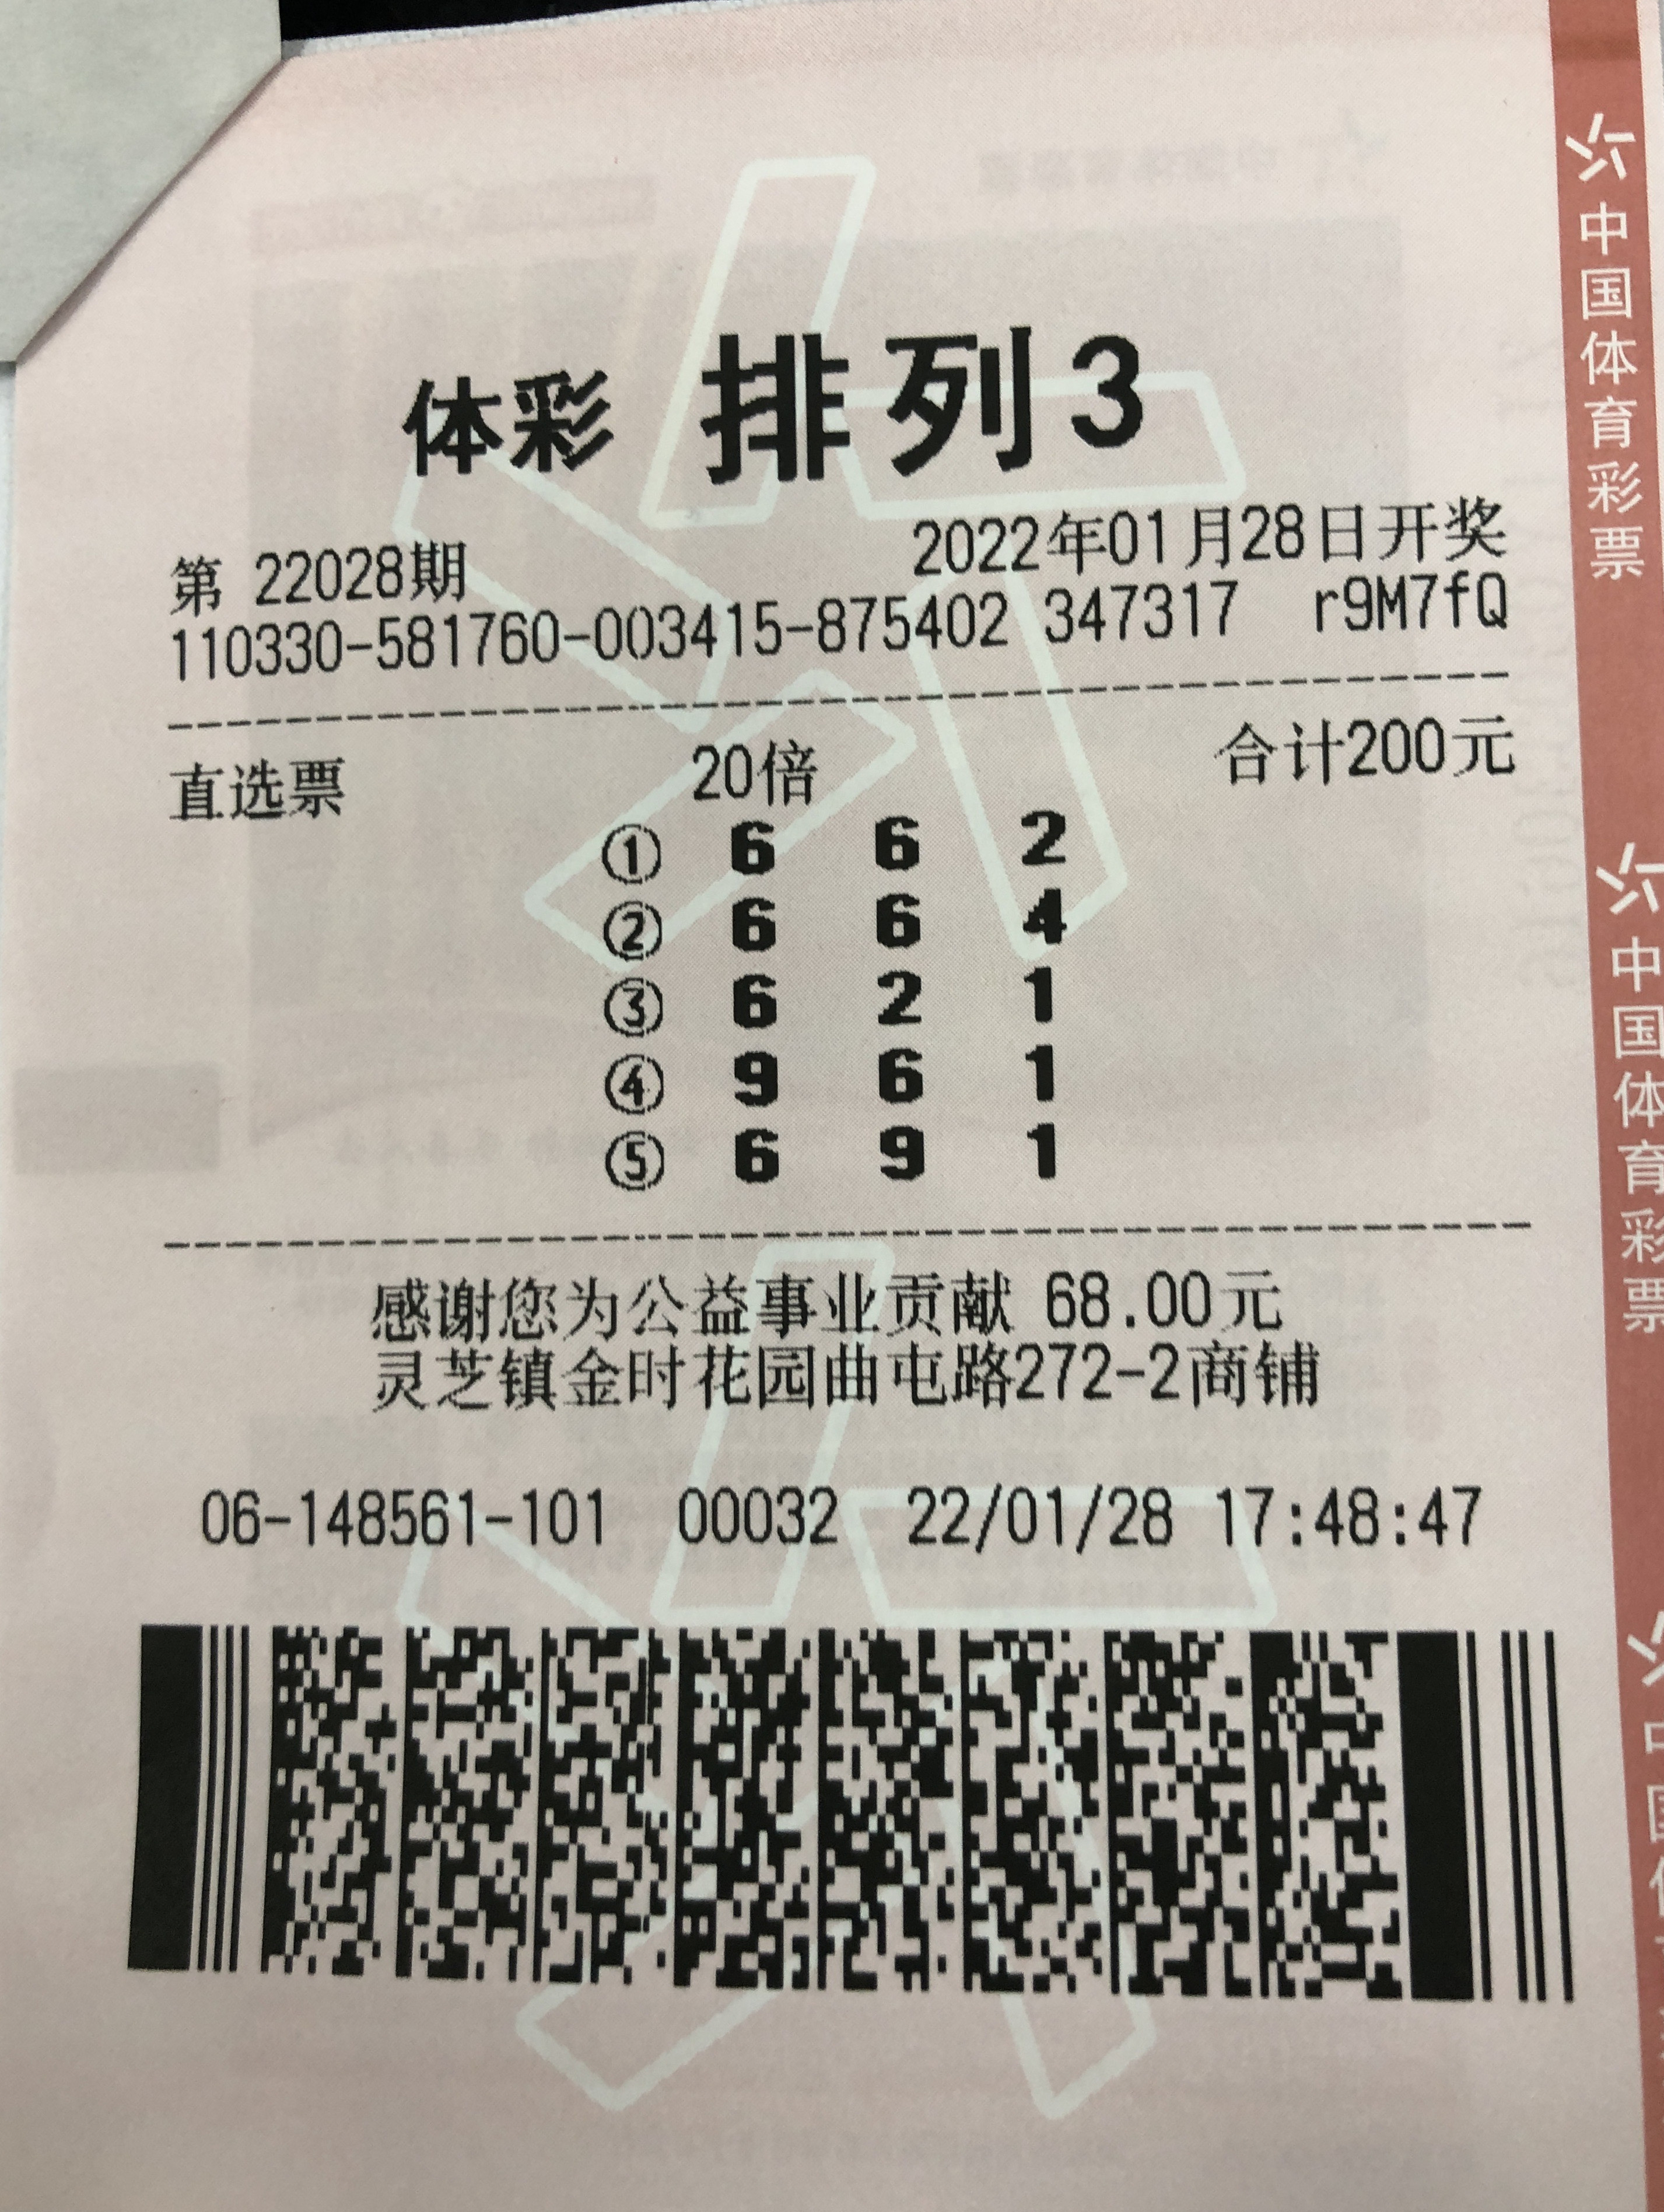 体彩 排列3
第 22028期 2022年01月28日开奖
110330-581760-003415-875402 347317 r9M7fQ
直选票 20倍 合计200元
① 6 6 2
② 6 6 4
③ 6 2 1
④ 9 6 1
⑤ 6 9 1
感谢您为公益事业贡献 68.00元
灵芝镇金时花园曲屯路272-2商铺
06-148561-101 00032 22/01/28 17:48:47
中国体育彩票
中国体育彩票
中国体